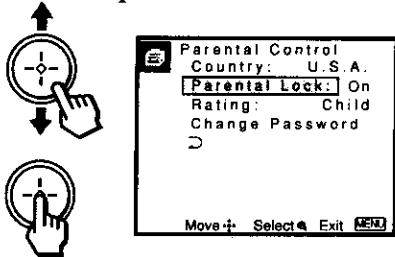 Parental Control
Country: U.S.A.
Parental Lock: On
Rating: Child
Change Password
Move Select Exit MENU